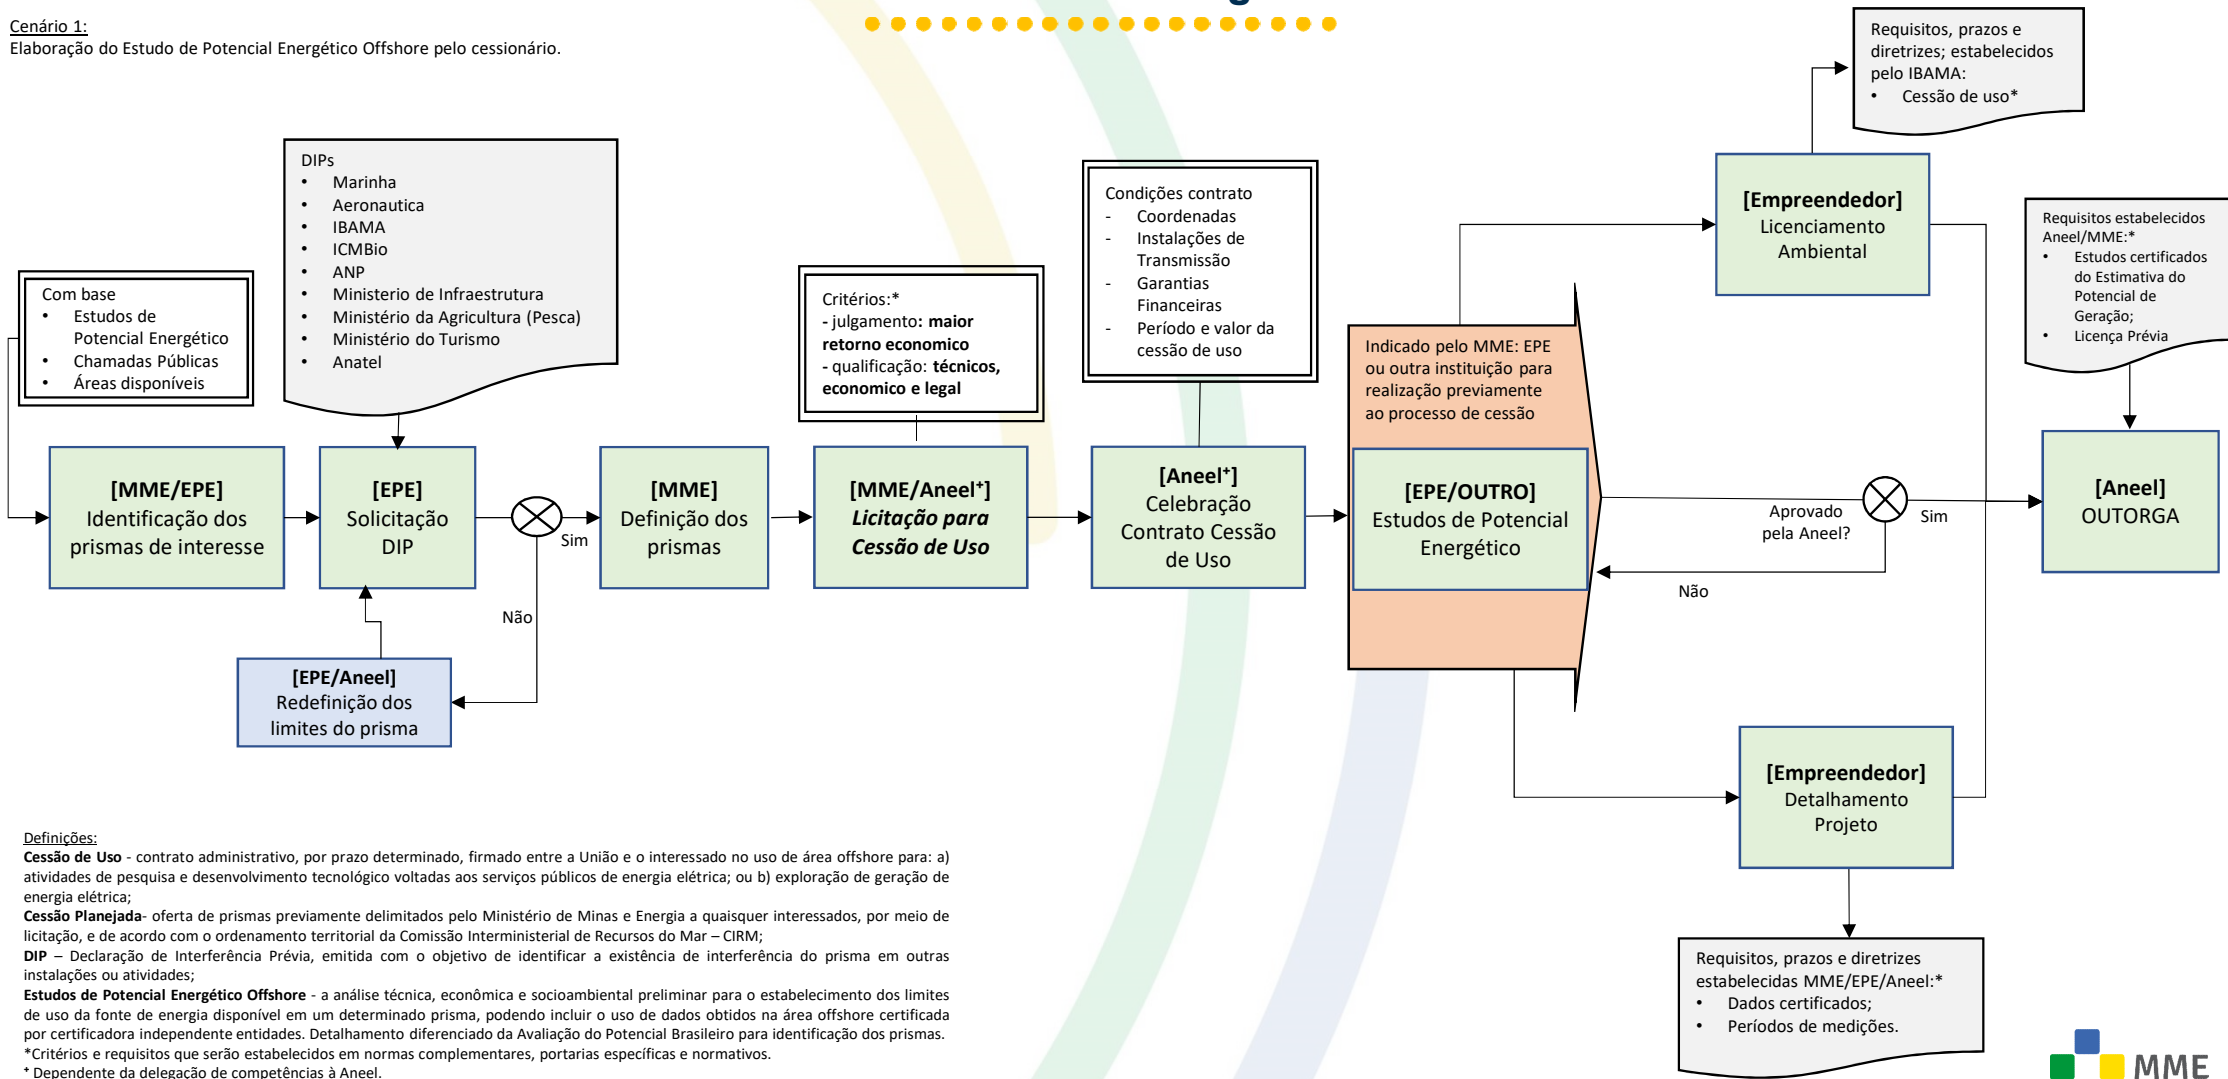 Cenário 1:
Elaboração do Estudo de Potencial Energético Offshore pelo cessionário.
Requisitos, prazos e
diretrizes; estabelecidos
pelo IBAMA:
• Cessão de uso*
DIPs
• Marinha
• Aeronautica
• IBAMA
• ICMBio
• ANP
• Ministerio de Infraestrutura
• Ministério da Agricultura (Pesca)
• Ministério do Turismo
• Anatel
Com base
• Estudos de
Potencial Energético
• Chamadas Públicas
• Áreas disponíveis
Critérios:*
- julgamento: maior
retorno economico
- qualificação: técnicos,
economico e legal
Condições contrato
- Coordenadas
- Instalações de
Transmissão
- Garantias
Financeiras
- Período e valor da
cessão de uso
[Empreendedor]
Licenciamento
Ambiental
Requisitos estabelecidos
Aneel/MME:*
• Estudos certificados
do Estimativa do
Potencial de
Geração;
• Licença Prévia
Indicado pelo MME: EPE
ou outra instituição para
realização previamente
ao processo de cessão
[MME/EPE]
Identificação dos
prismas de interesse
[EPE]
Solicitação
DIP
Sim
Não
[MME]
Definição dos
prismas
[MME/Aneel⁺]
Licitação para
Cessão de Uso
[Aneel⁺]
Celebração
Contrato Cessão
de Uso
[EPE/OUTRO]
Estudos de Potencial
Energético
Aprovado
pela Aneel?
Sim
Não
[Aneel]
OUTORGA
[EPE/Aneel]
Redefinição dos
limites do prisma
[Empreendedor]
Detalhamento
Projeto
Requisitos, prazos e diretrizes
estabelecidas MME/EPE/Aneel:*
• Dados certificados;
• Períodos de medições.
Definições:
Cessão de Uso - contrato administrativo, por prazo determinado, firmado entre a União e o interessado no uso de área offshore para: a)
atividades de pesquisa e desenvolvimento tecnológico voltadas aos serviços públicos de energia elétrica; ou b) exploração de geração de
energia elétrica;
Cessão Planejada- oferta de prismas previamente delimitados pelo Ministério de Minas e Energia a quaisquer interessados, por meio de
licitação, e de acordo com o ordenamento territorial da Comissão Interministerial de Recursos do Mar – CIRM;
DIP – Declaração de Interferência Prévia, emitida com o objetivo de identificar a existência de interferência do prisma em outras
instalações ou atividades;
Estudos de Potencial Energético Offshore - a análise técnica, econômica e socioambiental preliminar para o estabelecimento dos limites
de uso da fonte de energia disponível em um determinado prisma, podendo incluir o uso de dados obtidos na área offshore certificada
por certificadora independente entidades. Detalhamento diferenciado da Avaliação do Potencial Brasileiro para identificação dos prismas.
*Critérios e requisitos que serão estabelecidos em normas complementares, portarias específicas e normativos.
⁺ Dependente da delegação de competências à Aneel.
MME